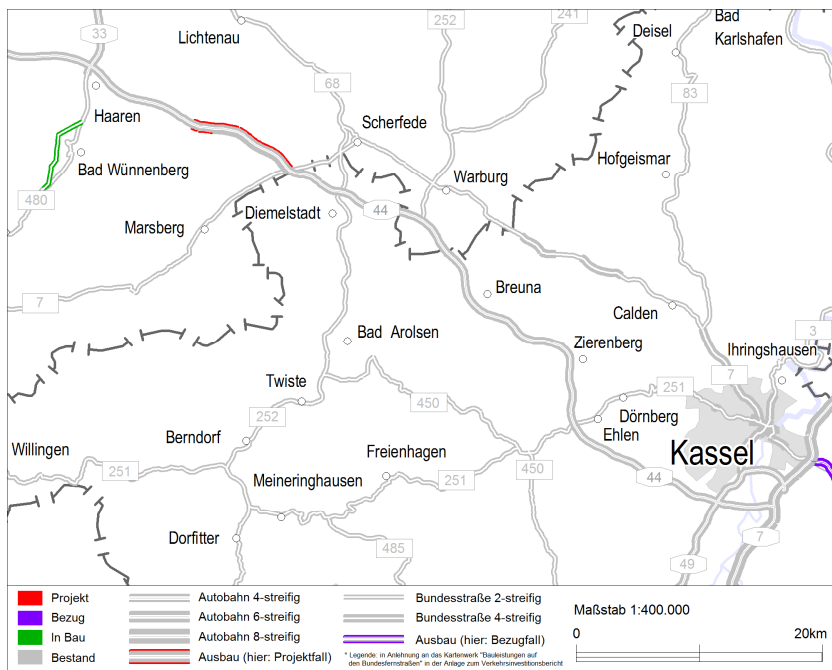 33
Lichtenau
252
241
Bad
Karlshafen
Deisel
68
83
Haaren
Scherfede
Bad Wünnenberg
Hofgeismar
Warburg
480
Diemelstadt
44
Marsberg
7
Breuna
Calden
3
Zierenberg
Bad Arolsen
Ihringshausen
7
Twiste
251
450
Dörnberg
252
Ehlen
Berndorf
Willingen
Freienhagen
Kassel
251
450
44
251
Meineringhausen
7
Dorfitter
485
49
Projekt
Autobahn 4-streifig
Bundesstraße 2-streifig
Bezug
Autobahn 6-streifig
Bundesstraße 4-streifig
Maßstab 1:400.000
In Bau
Autobahn 8-streifig
Ausbau (hier: Bezugfall)
0
20km
Bestand
Ausbau (hier: Projektfall)
* Legende: in Anlehnung an das Kartenwerk "Bauleistungen auf
den Bundesfernstraßen" in der Anlage zum Verkehrsinvestitionsbericht